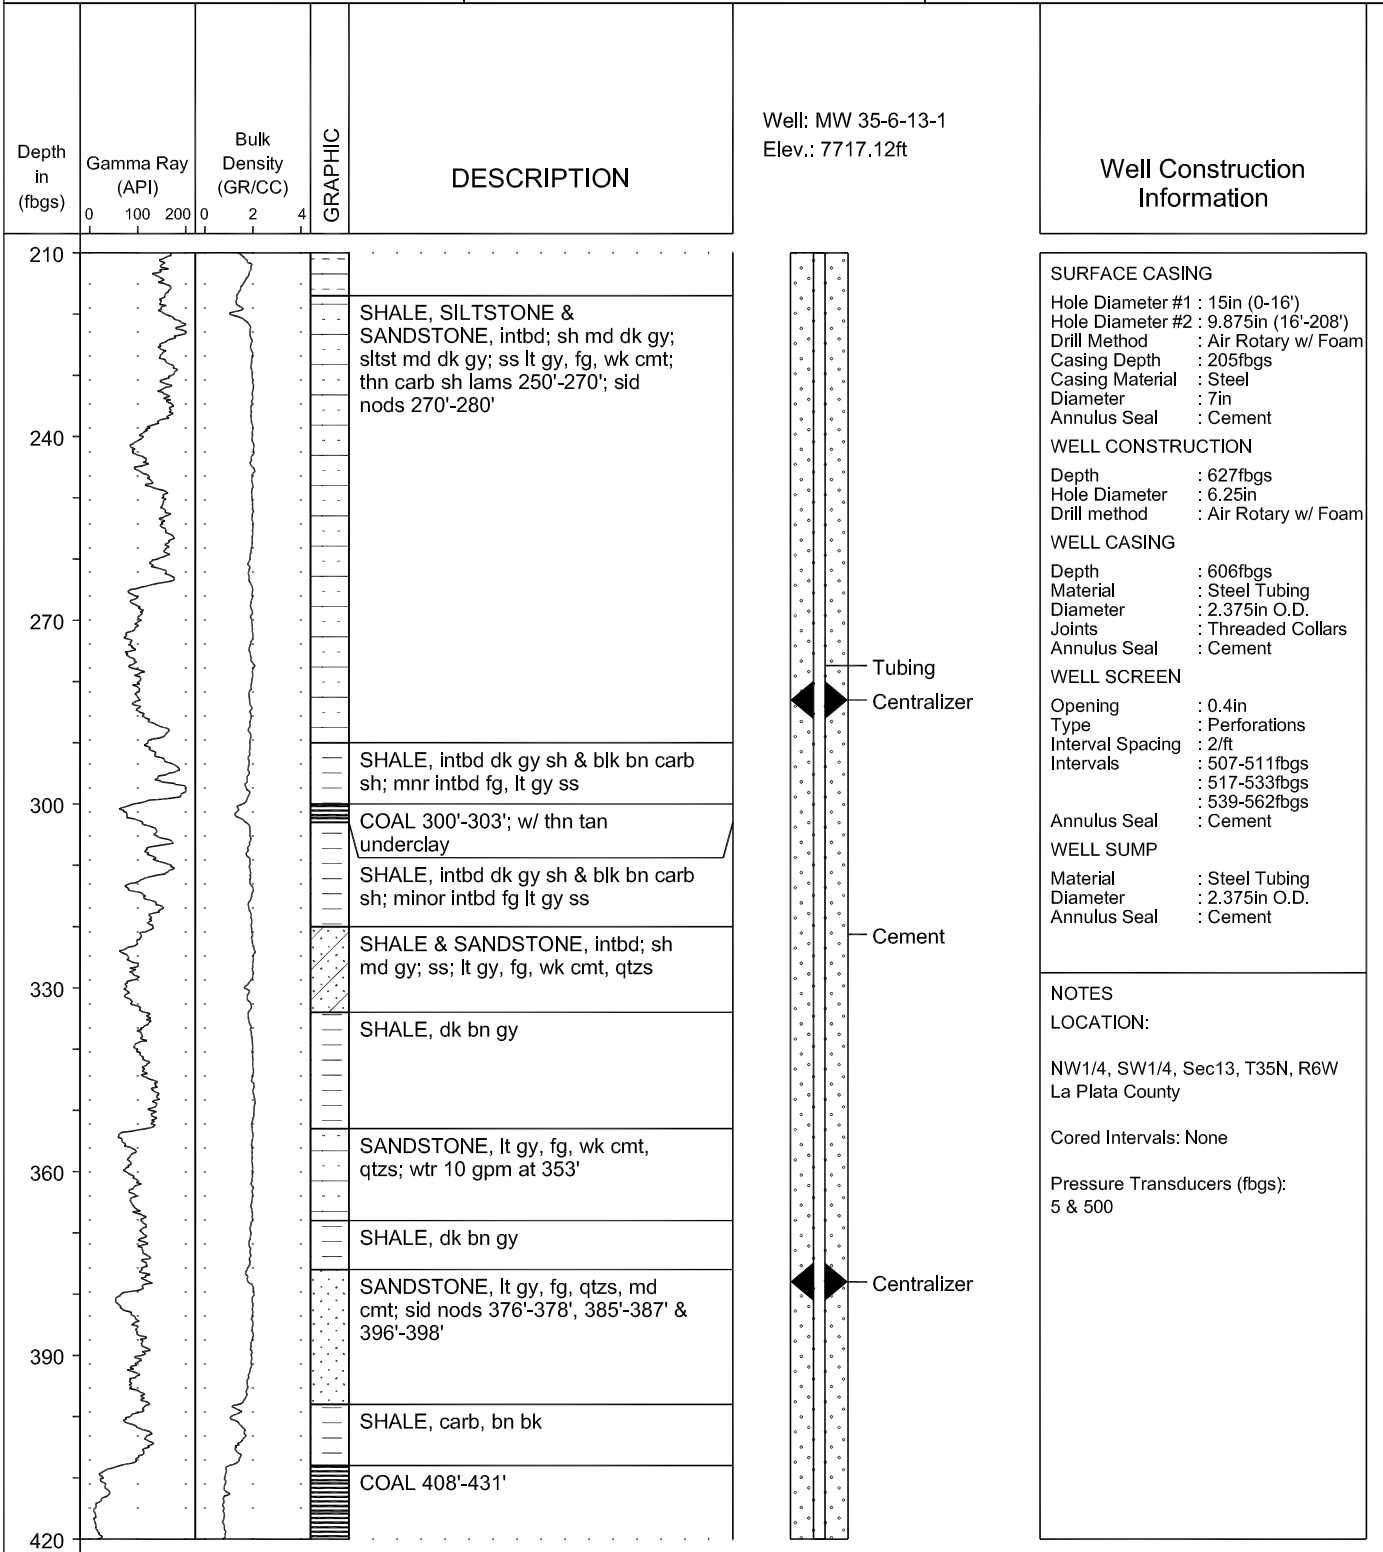 Depth
in
(fbgs)
Gamma Ray
(API)
0 100 200
Bulk
Density
(GR/CC)
0 2 4
GRAPHIC
DESCRIPTION
Well: MW 35-6-13-1
Elev.: 7717.12ft
Well Construction
Information
210
240
270
300
330
360
390
420
SHALE, SILTSTONE &
SANDSTONE, intbd; sh md dk gy;
sltst md dk gy; ss lt gy, fg, wk cmt;
thn carb sh lams 250'-270'; sid
nods 270'-280'
SHALE, intbd dk gy sh & blk bn carb
sh; mnr intbd fg, lt gy ss
COAL 300'-303'; w/ thn tan
underclay
SHALE, intbd dk gy sh & blk bn carb
sh; minor intbd fg lt gy ss
SHALE & SANDSTONE, intbd; sh
md gy; ss; lt gy, fg, wk cmt, qtzs
SHALE, dk bn gy
SANDSTONE, lt gy, fg, wk cmt,
qtzs; wtr 10 gpm at 353'
SHALE, dk bn gy
SANDSTONE, lt gy, fg, qtzs, md
cmt; sid nods 376'-378', 385'-387' &
396'-398'
SHALE, carb, bn bk
COAL 408'-431'
Tubing
Centralizer
Cement
Centralizer
SURFACE CASING
Hole Diameter #1 : 15in (0-16')
Hole Diameter #2 : 9.875in (16'-208')
Drill Method : Air Rotary w/ Foam
Casing Depth : 205fbgs
Casing Material : Steel
Diameter : 7in
Annulus Seal : Cement
WELL CONSTRUCTION
Depth : 627fbgs
Hole Diameter : 6.25in
Drill method : Air Rotary w/ Foam
WELL CASING
Depth : 606fbgs
Material : Steel Tubing
Diameter : 2.375in O.D.
Joints : Threaded Collars
Annulus Seal : Cement
WELL SCREEN
Opening : 0.4in
Type : Perforations
Interval Spacing : 2/ft
Intervals : 507-511fbgs
: 517-533fbgs
: 539-562fbgs
Annulus Seal : Cement
WELL SUMP
Material : Steel Tubing
Diameter : 2.375in O.D.
Annulus Seal : Cement
NOTES
LOCATION:
NW1/4, SW1/4, Sec13, T35N, R6W
La Plata County
Cored Intervals: None
Pressure Transducers (fbgs):
5 & 500